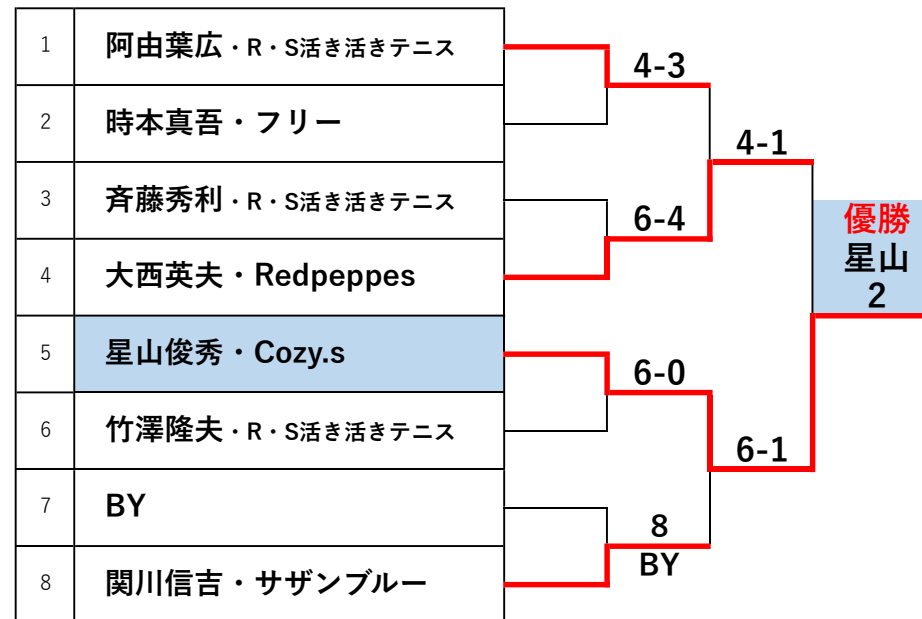 1 阿由葉広・R・S活き活きテニス
2 時本真吾・フリー
3 斉藤秀利・R・S活き活きテニス
4 大西英夫・Redpeppes
5 星山俊秀・Cozy.s
6 竹澤隆夫・R・S活き活きテニス
7 BY
8 関川信吉・サザンブルー
4-3
6-4
6-0
8
BY
4-1
6-1
優勝
星山
2